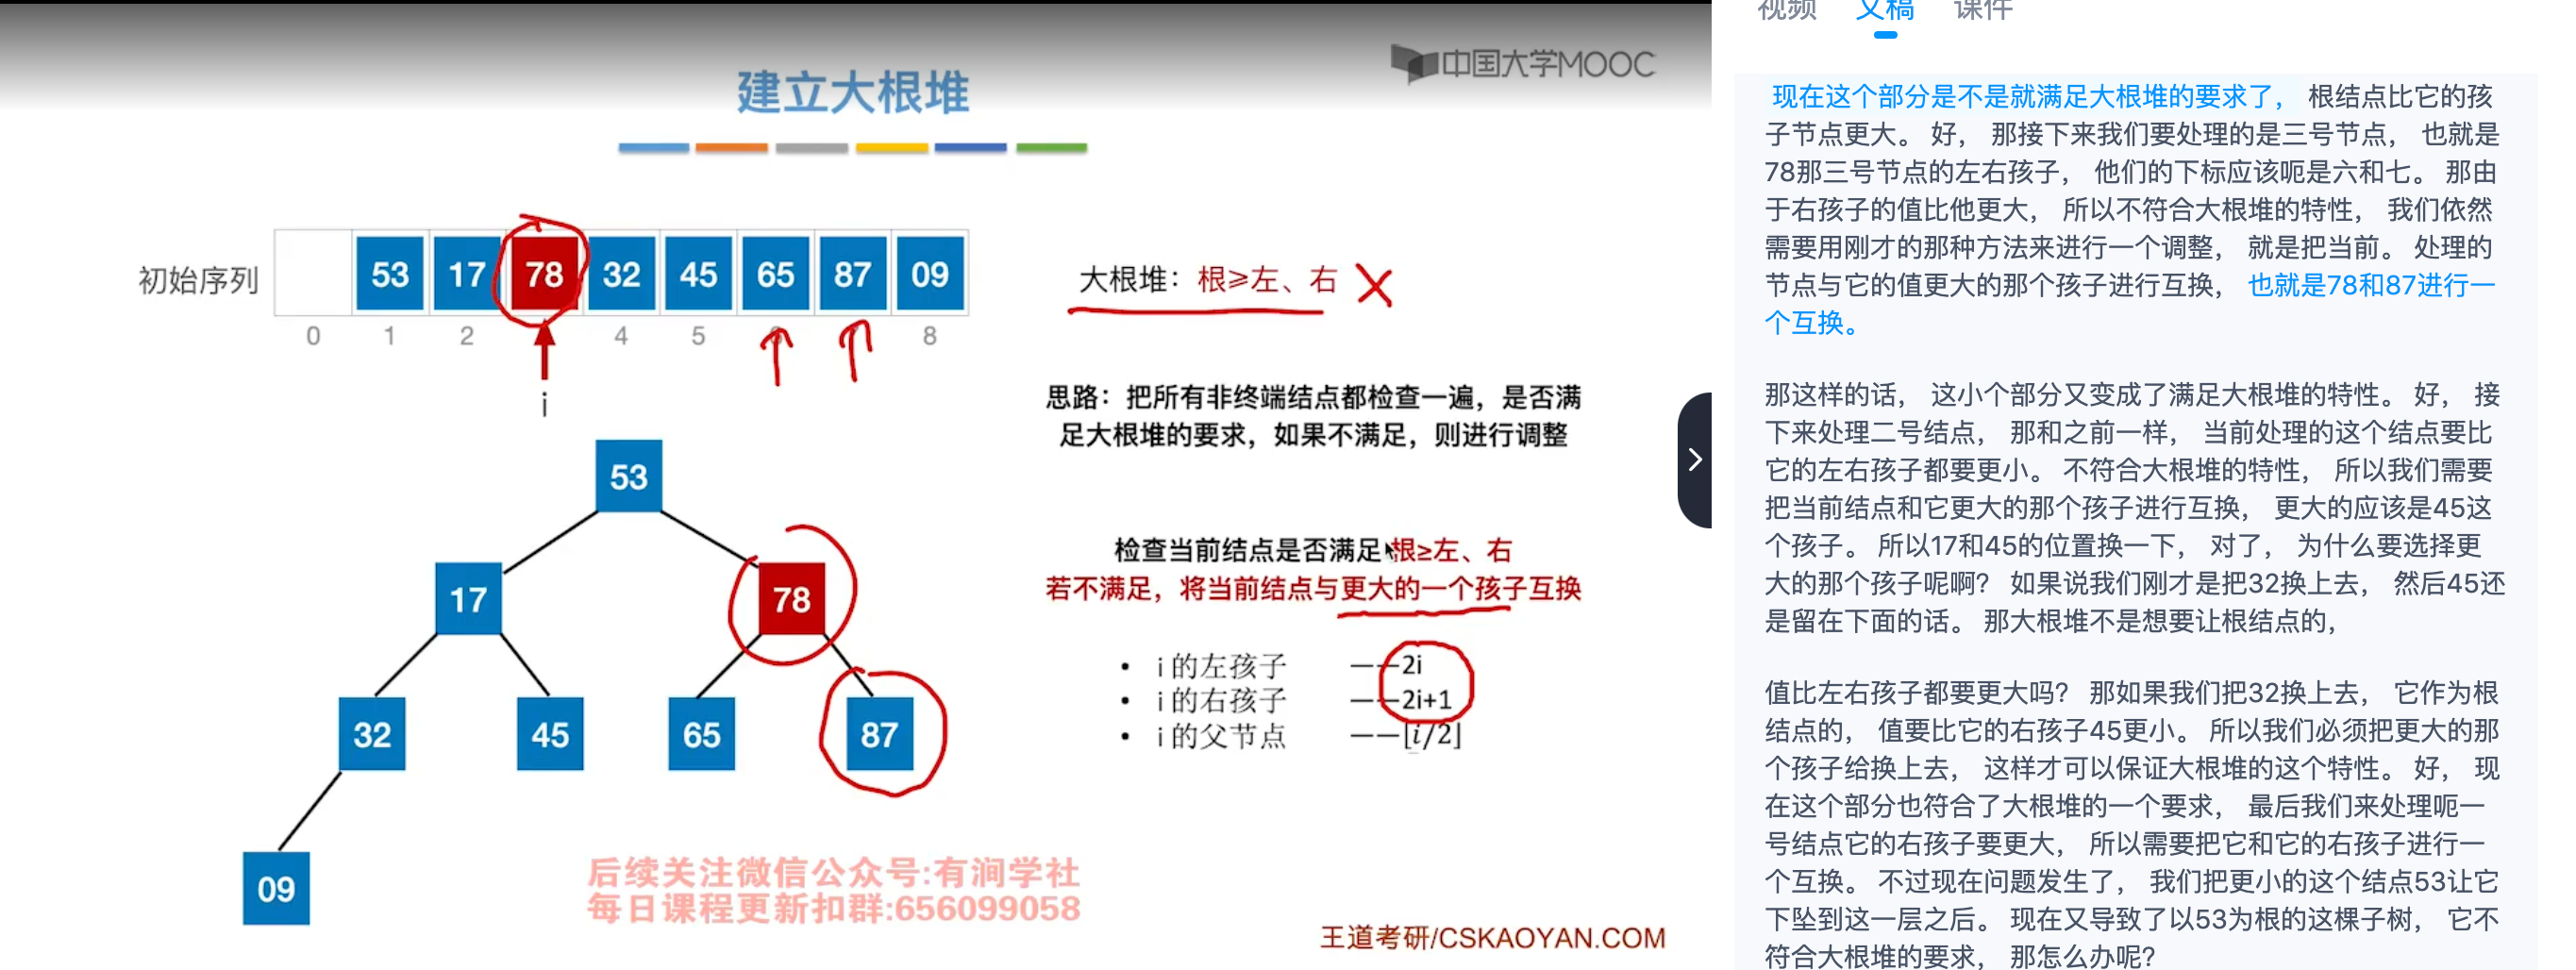 建立大根堆
中国大学MOOC
初始序列
53 17 78 32 45 65 87 09
0 1 2 4 5 8
i
大根堆：根≥左、右
思路：把所有非终端结点都检查一遍，是否满
足大根堆的要求，如果不满足，则进行调整
53
17 78
32 45 65 87
09
检查当前结点是否满足 根≥左、右
若不满足，将当前结点与更大的一个孩子互换
• i 的左孩子 ——2i
• i 的右孩子 ——2i+1
• i 的父节点 ——⌊i/2⌋
后续关注微信公众号:有涧学社
每日课程更新扣群:656099058
王道考研/CSKAOYAN.COM
视频 文稿 课件
现在这个部分是不是就满足大根堆的要求了， 根结点比它的孩
子节点更大。 好， 那接下来我们要处理的是三号节点， 也就是
78那三号节点的左右孩子， 他们的下标应该呃是六和七。 那由
于右孩子的值比他更大， 所以不符合大根堆的特性， 我们依然
需要用刚才的那种方法来进行一个调整， 就是把当前。 处理的
节点与它的值更大的那个孩子进行互换， 也就是78和87进行一
个互换。
那这样的话， 这小个部分又变成了满足大根堆的特性。 好， 接
下来处理二号结点， 那和之前一样， 当前处理的这个结点要比
它的左右孩子都要更小。 不符合大根堆的特性， 所以我们需要
把当前结点和它更大的那个孩子进行互换， 更大的应该是45这
个孩子。 所以17和45的位置换一下， 对了， 为什么要选择更
大的那个孩子呢啊？ 如果说我们刚才是把32换上去， 然后45还
是留在下面的话。 那大根堆不是想要让根结点的，
值比左右孩子都要更大吗？ 那如果我们把32换上去， 它作为根
结点的， 值要比它的右孩子45更小。 所以我们必须把更大的那
个孩子给换上去， 这样才可以保证大根堆的这个特性。 好， 现
在这个部分也符合了大根堆的一个要求， 最后我们来处理呃一
号结点它的右孩子要更大， 所以需要把它和它的右孩子进行一
个互换。 不过现在问题发生了， 我们把更小的这个结点53让它
下坠到这一层之后。 现在又导致了以53为根的这棵子树， 它不
符合大根堆的要求， 那怎么办呢？